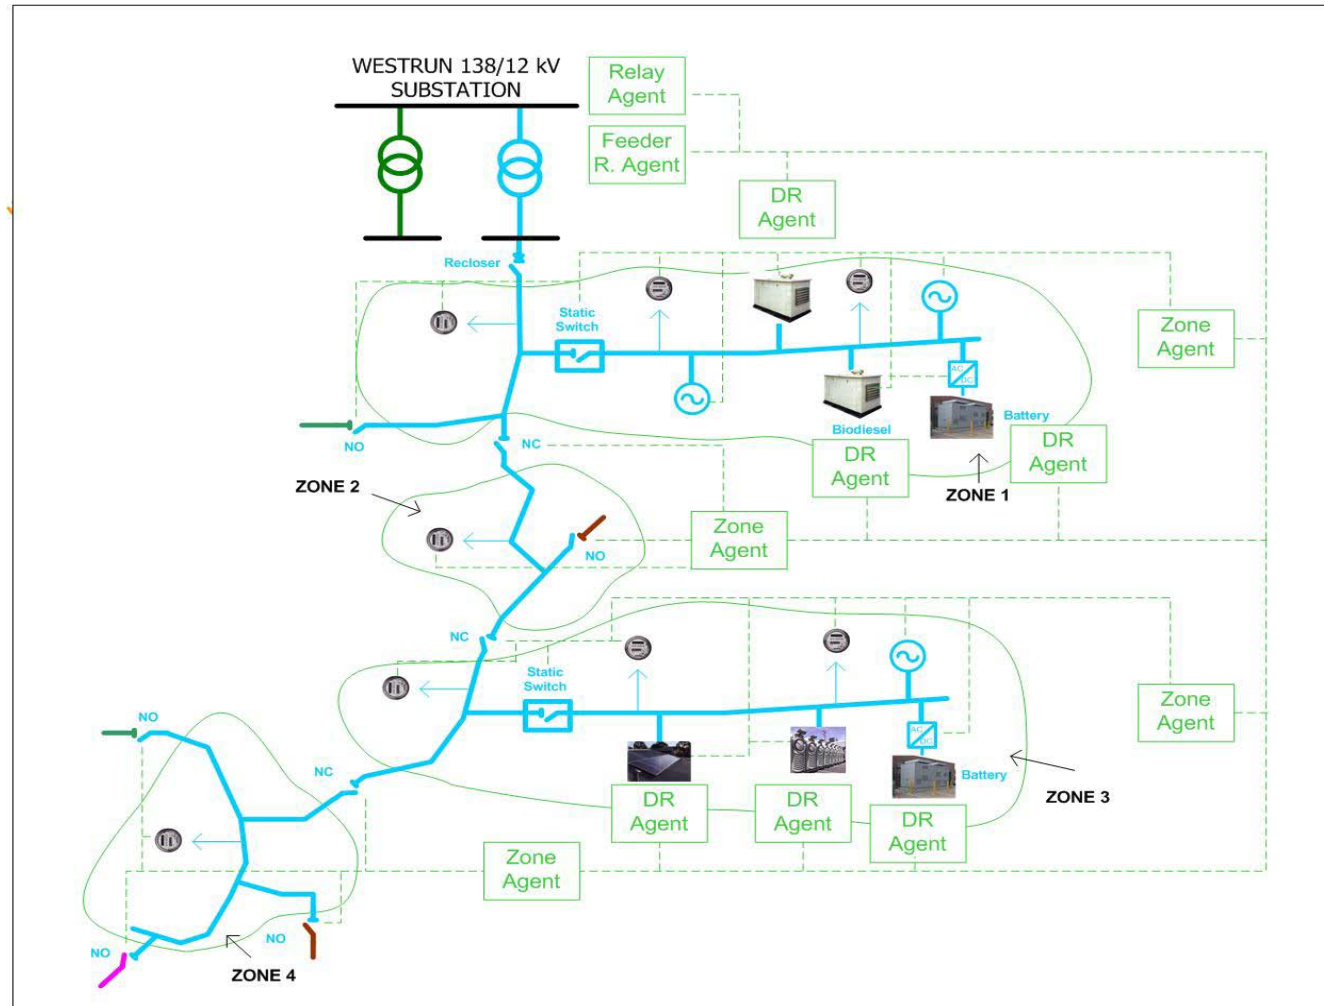 WESTRUN 138/12 kV
SUBSTATION
Relay
Agent
Feeder
R. Agent
DR
Agent
Recloser
Static
Switch
Zone
Agent
AC
DC
NO
Biodiesel
Battery
NC
DR
Agent
DR
Agent
ZONE 1
ZONE 2
Zone
Agent
NO
NC
Static
Switch
Zone
Agent
NO
AC
DC
NC
Battery
ZONE 3
DR
Agent
DR
Agent
DR
Agent
Zone
Agent
NO
NO
ZONE 4